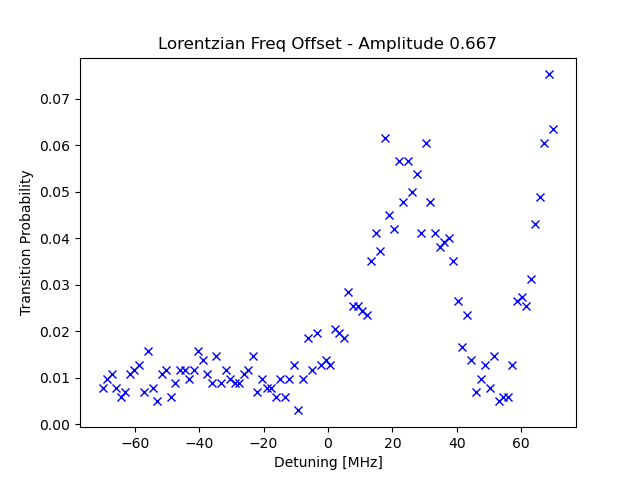 Lorentzian Freq Offset - Amplitude 0.667
Transition Probability
0.07
0.06
0.05
0.04
0.03
0.02
0.01
0.00
−60 −40 −20 0 20 40 60
Detuning [MHz]